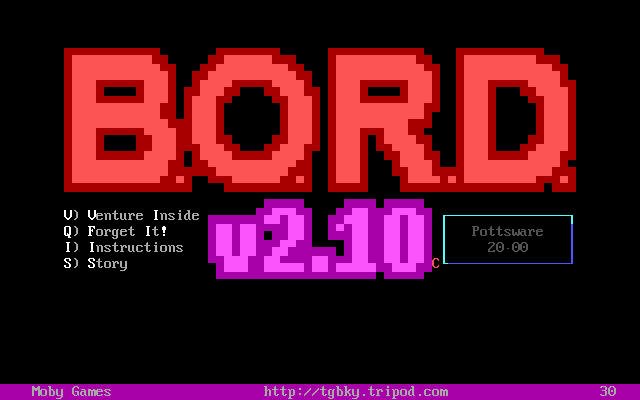 B.O.R.D.
v2.10
V) Venture Inside
Q) Forget It!
I) Instructions
S) Story
C
Pottsware
20-00
Moby Games http://tgbky.tripod.com 30